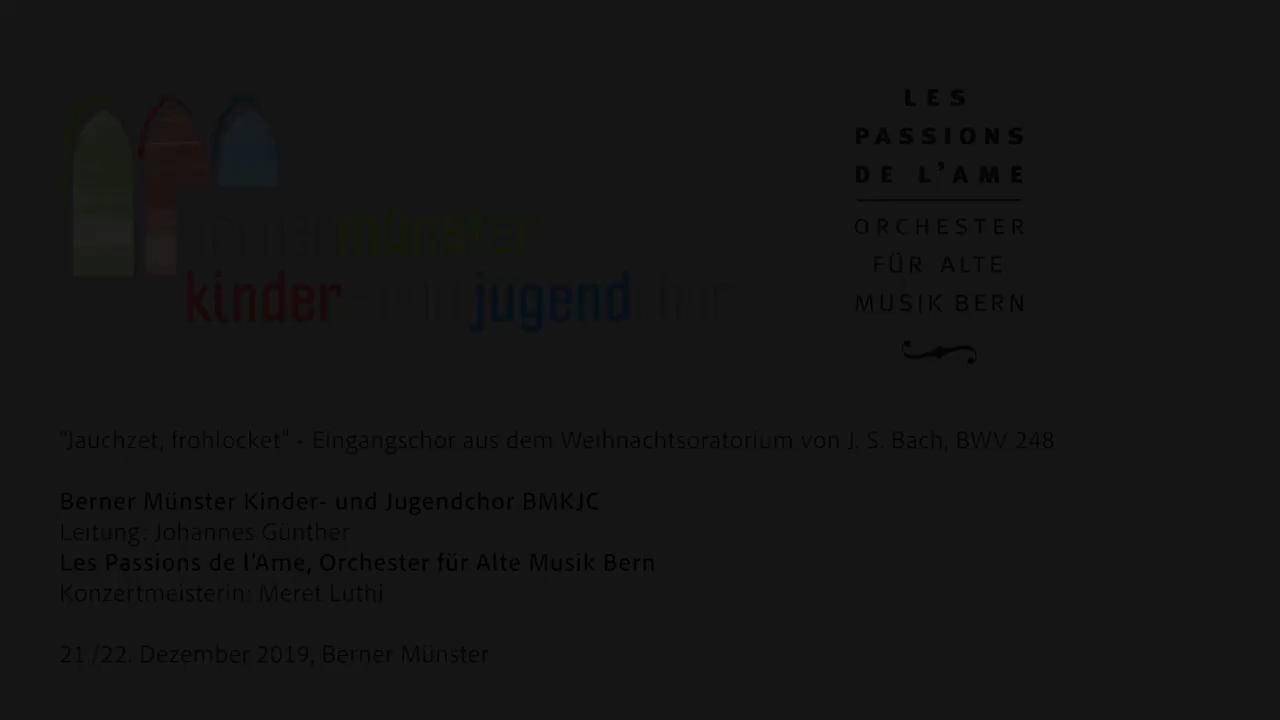 berner münster
kinder- und jugendchor
LES
PASSIONS
DE L'AME
ORCHESTER
FÜR ALTE
MUSIK BERN
"Jauchzet, frohlocket" - Eingangschor aus dem Weihnachtsoratorium von J. S. Bach, BWV 248
Berner Münster Kinder- und Jugendchor BMKJC
Leitung: Johannes Günther
Les Passions de l'Ame, Orchester für Alte Musik Bern
Konzertmeisterin: Meret Lüthi
21./22. Dezember 2019, Berner Münster